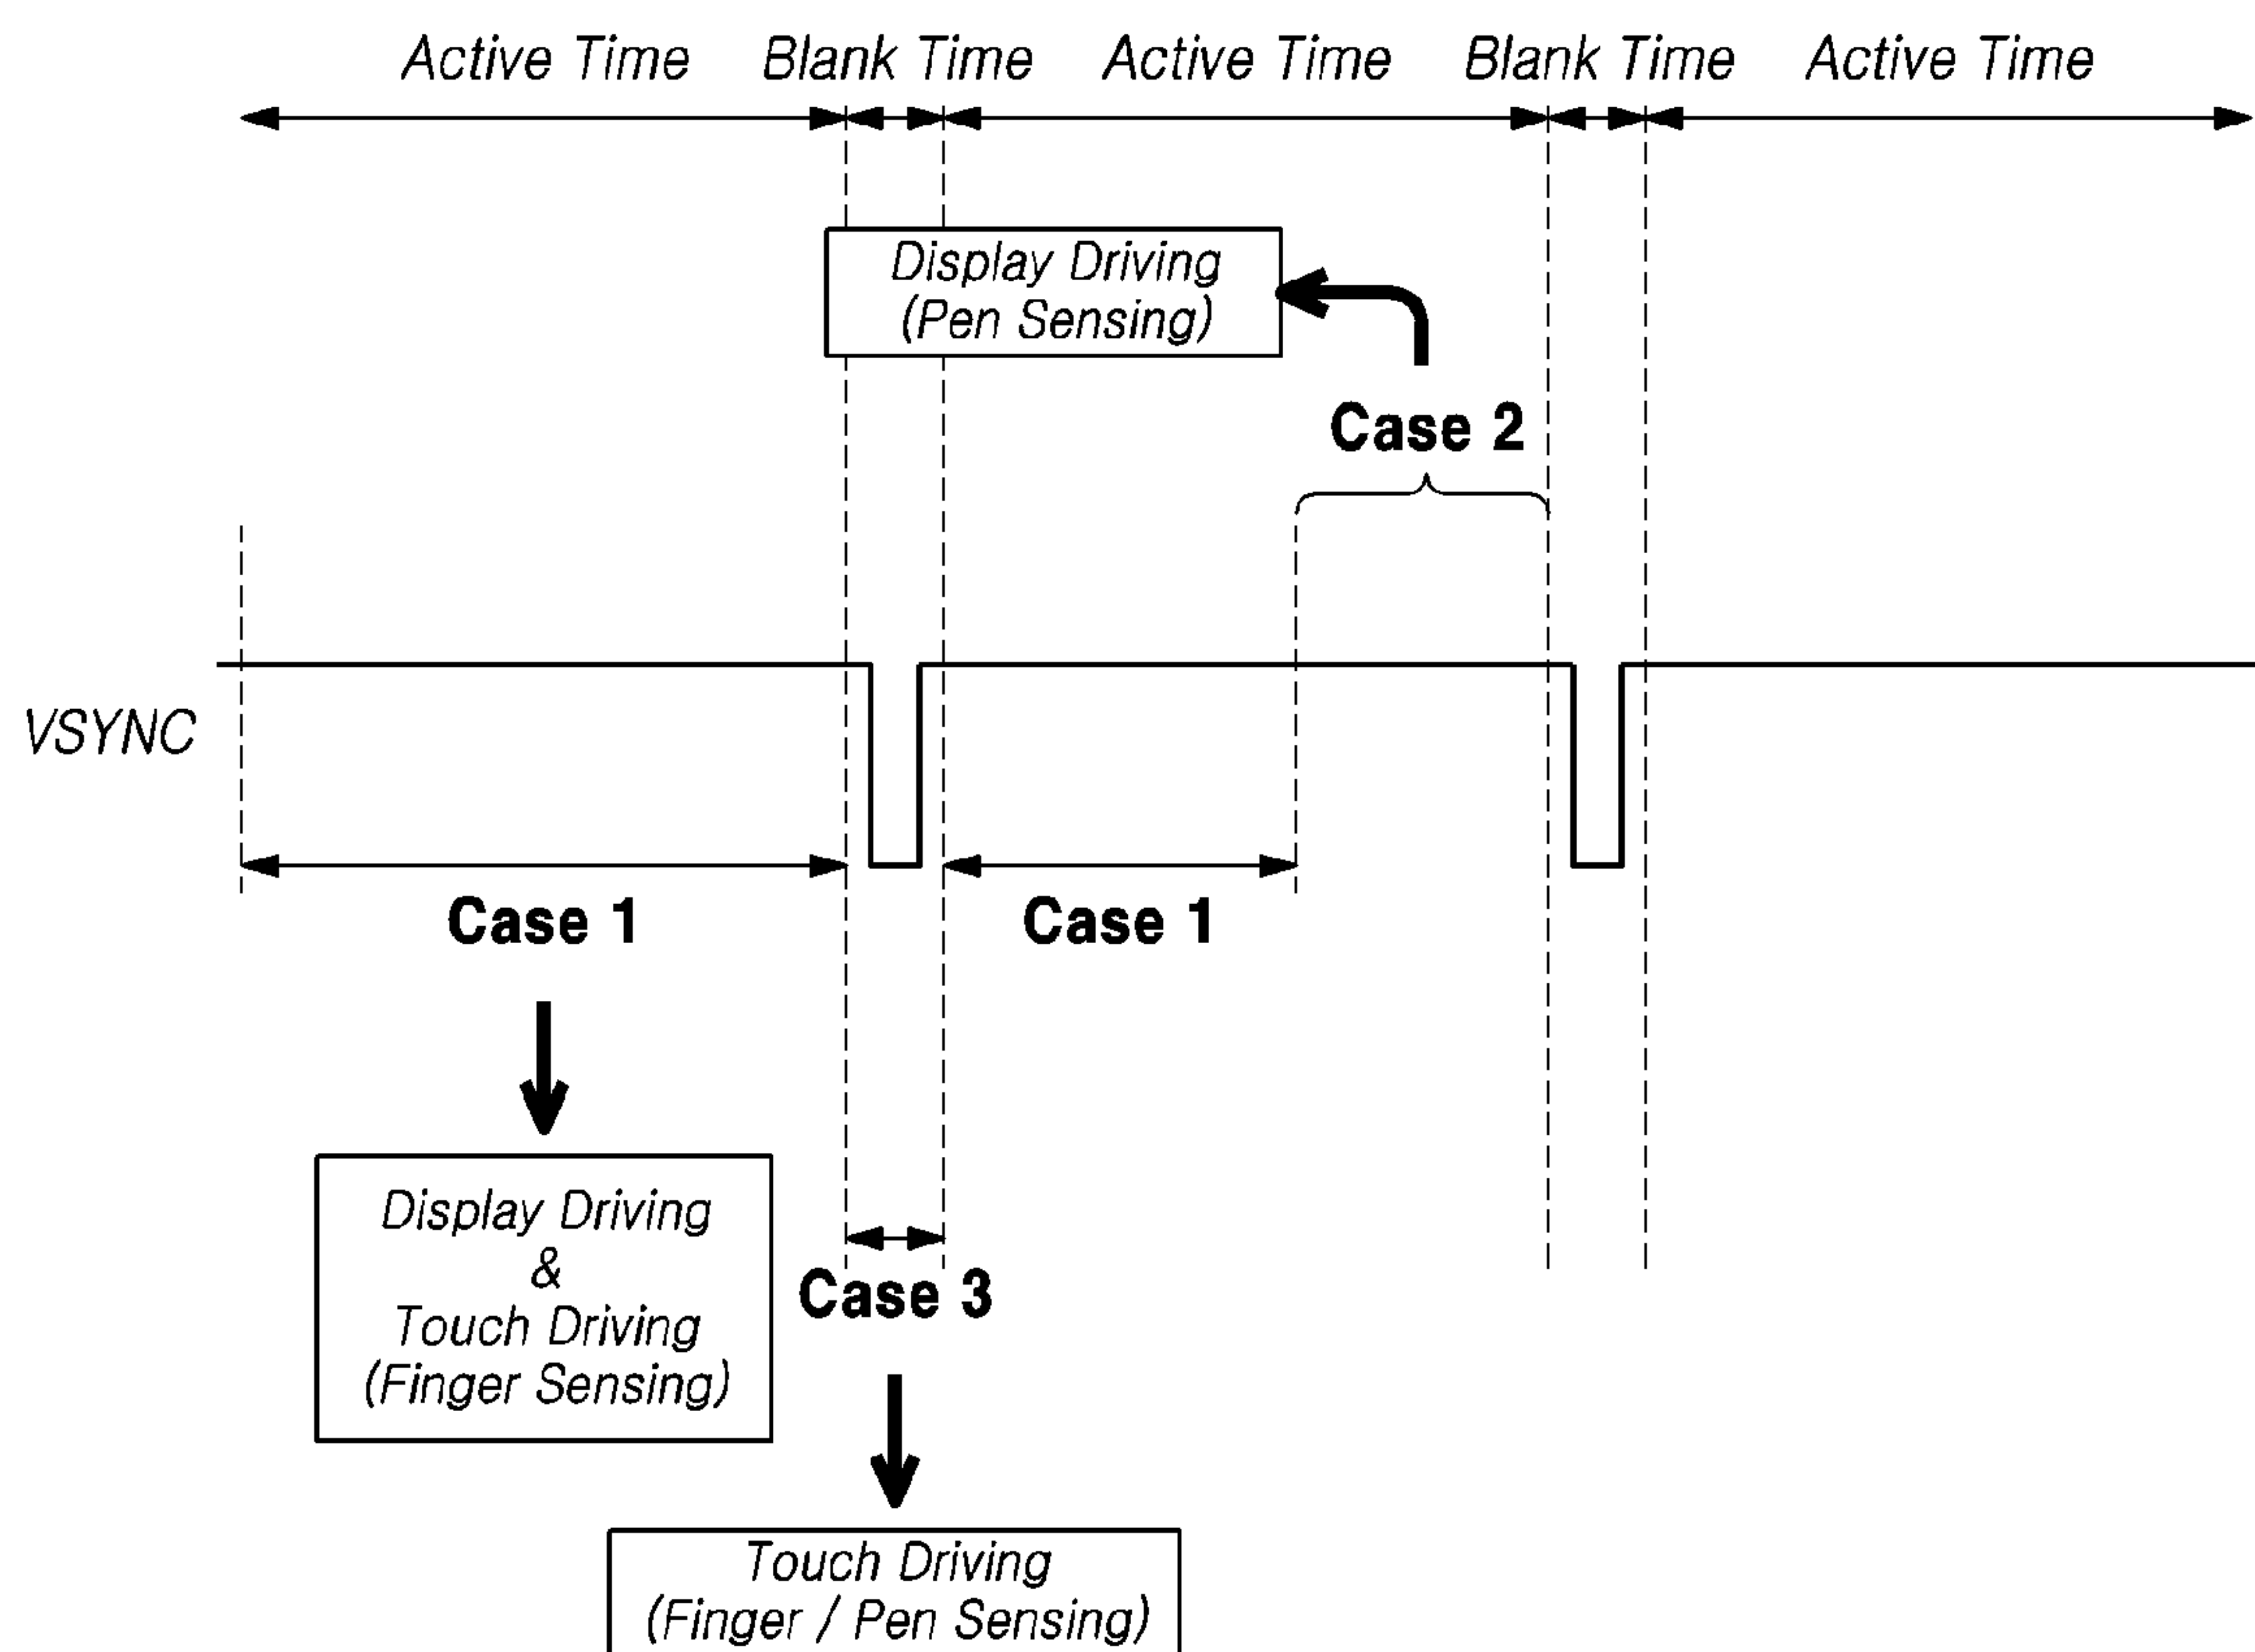 Active Time Blank Time Active Time Blank Time Active Time
Display Driving
(Pen Sensing)
Case 2
VSYNC
Case 1 Case 1
Display Driving
&
Touch Driving
(Finger Sensing)
Case 3
Touch Driving
(Finger / Pen Sensing)